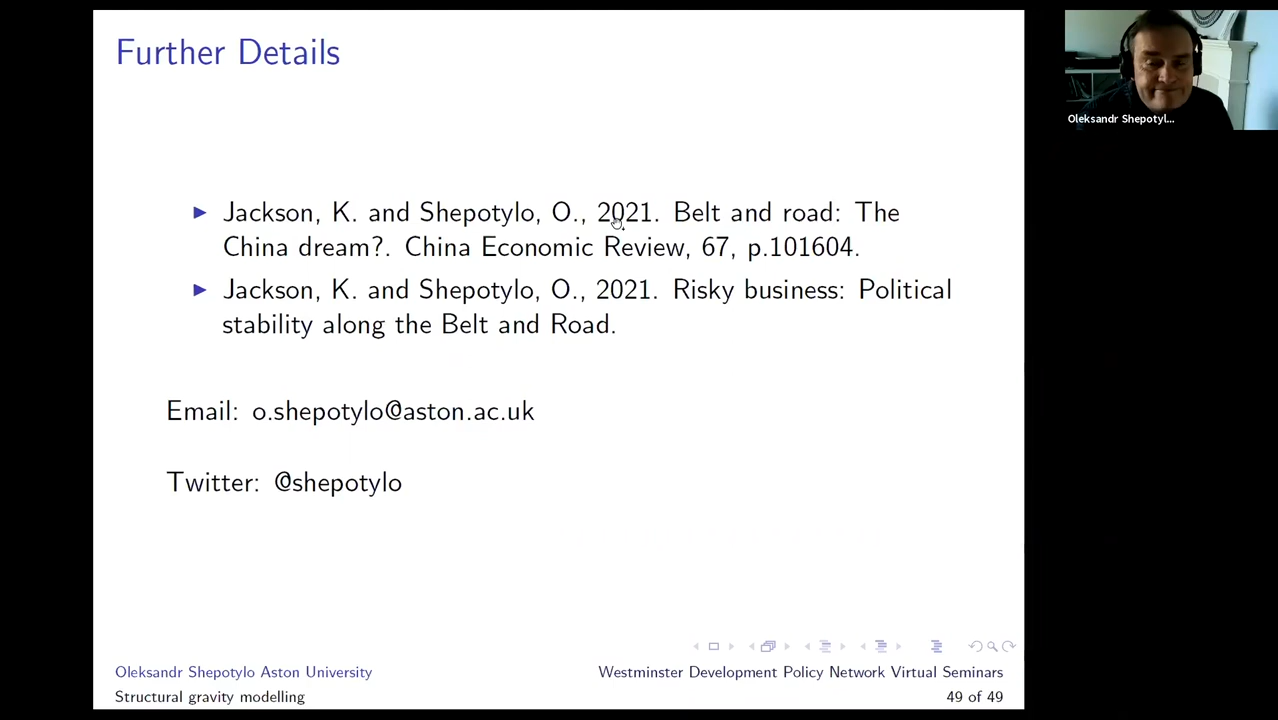 Further Details
Oleksandr Shepotyl...
▶ Jackson, K. and Shepotylo, O., 2021. Belt and road: The
China dream?. China Economic Review, 67, p.101604.
▶ Jackson, K. and Shepotylo, O., 2021. Risky business: Political
stability along the Belt and Road.
Email: o.shepotylo@aston.ac.uk
Twitter: @shepotylo
Oleksandr Shepotylo Aston University
Westminster Development Policy Network Virtual Seminars
Structural gravity modelling
49 of 49